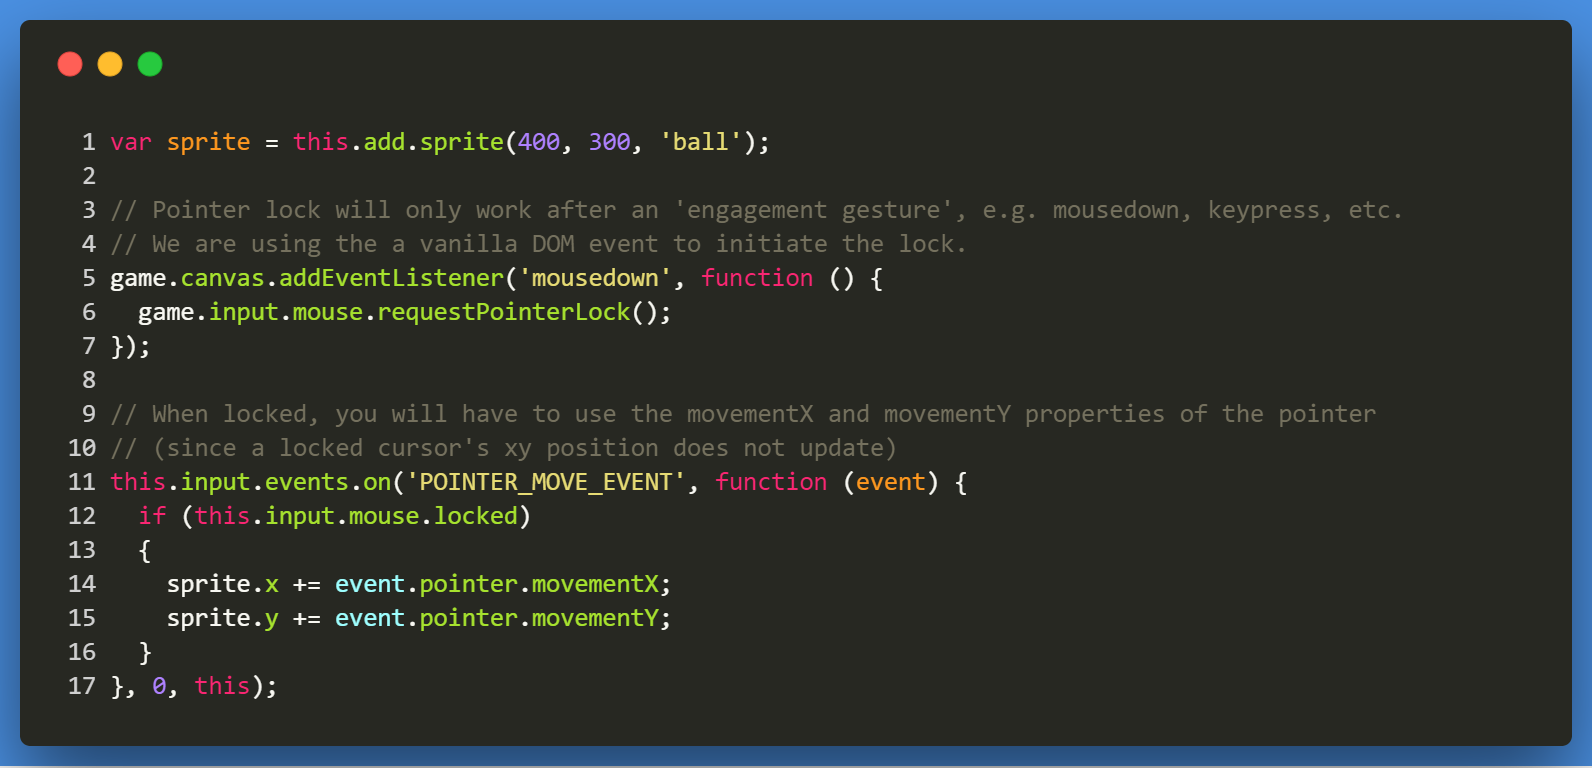 1 var sprite = this.add.sprite(400, 300, 'ball');
2
3 // Pointer lock will only work after an 'engagement gesture', e.g. mousedown, keypress, etc.
4 // We are using the a vanilla DOM event to initiate the lock.
5 game.canvas.addEventListener('mousedown', function () {
6   game.input.mouse.requestPointerLock();
7 });
8
9 // When locked, you will have to use the movementX and movementY properties of the pointer
10 // (since a locked cursor's xy position does not update)
11 this.input.events.on('POINTER_MOVE_EVENT', function (event) {
12   if (this.input.mouse.locked)
13   {
14     sprite.x += event.pointer.movementX;
15     sprite.y += event.pointer.movementY;
16   }
17 }, 0, this);